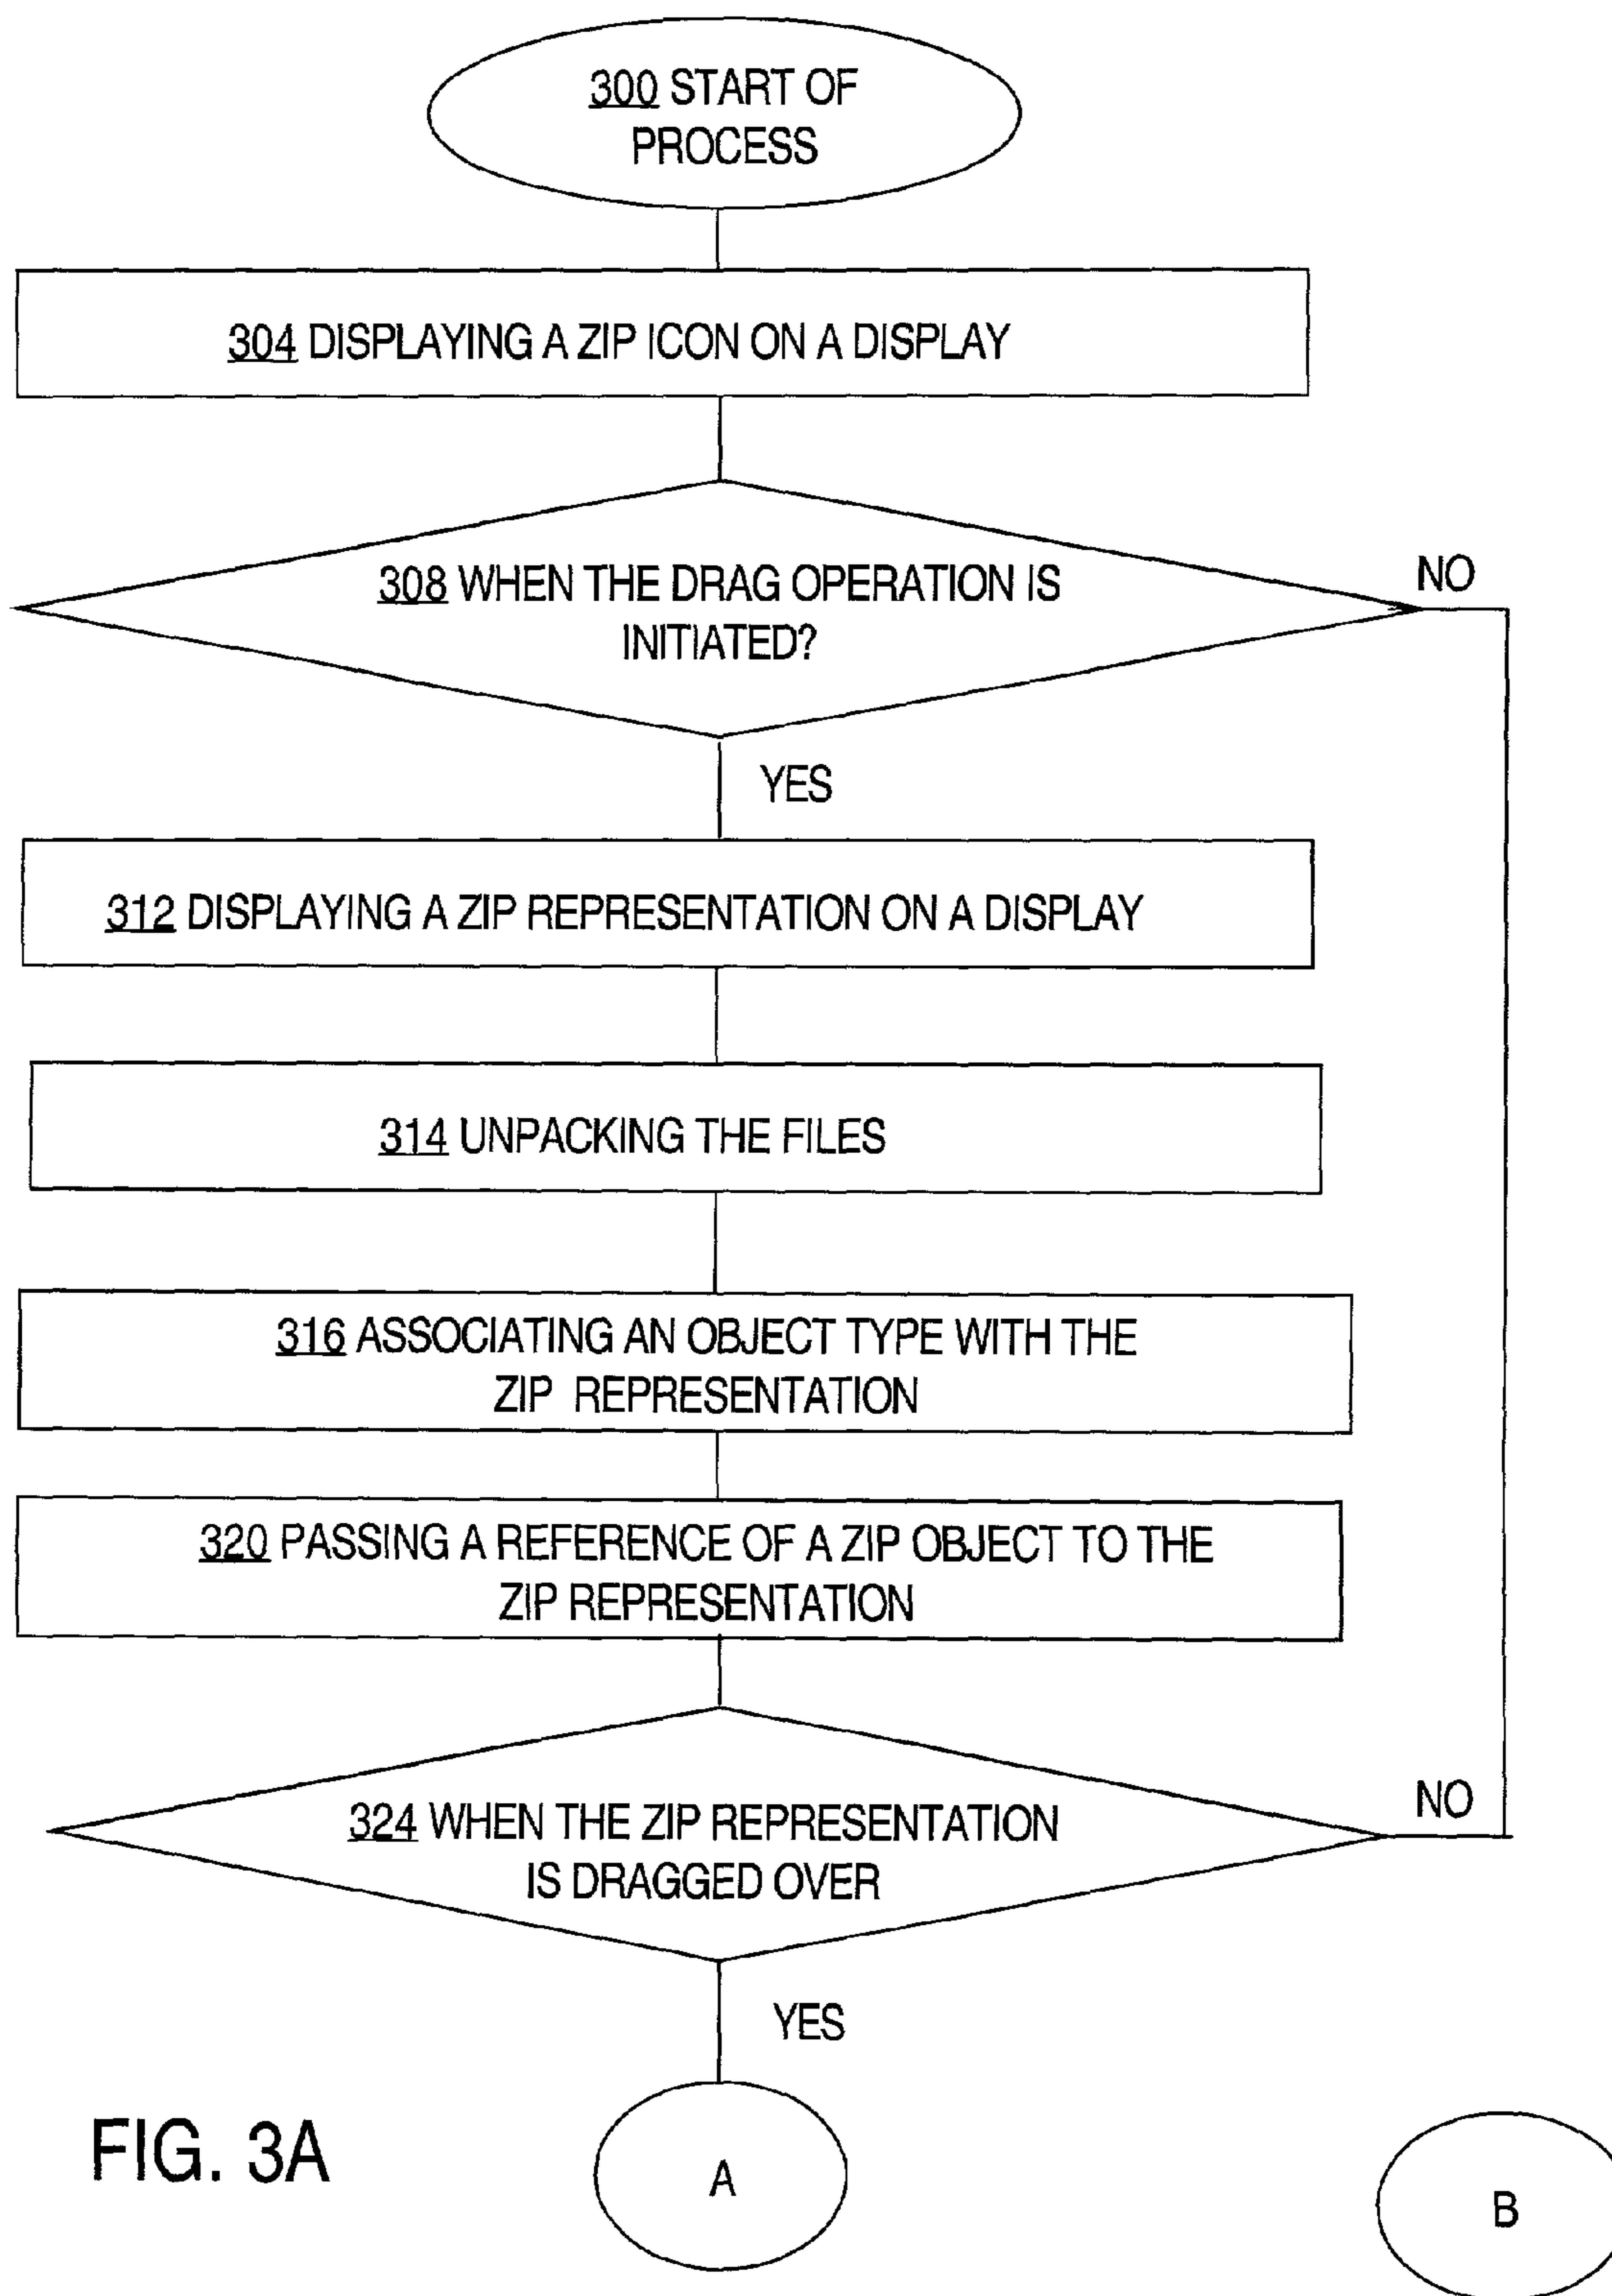 300 START OF
PROCESS
304 DISPLAYING A ZIP ICON ON A DISPLAY
308 WHEN THE DRAG OPERATION IS
INITIATED?
NO
YES
312 DISPLAYING A ZIP REPRESENTATION ON A DISPLAY
314 UNPACKING THE FILES
316 ASSOCIATING AN OBJECT TYPE WITH THE
ZIP REPRESENTATION
320 PASSING A REFERENCE OF A ZIP OBJECT TO THE
ZIP REPRESENTATION
324 WHEN THE ZIP REPRESENTATION
IS DRAGGED OVER
NO
YES
FIG. 3A
A
B